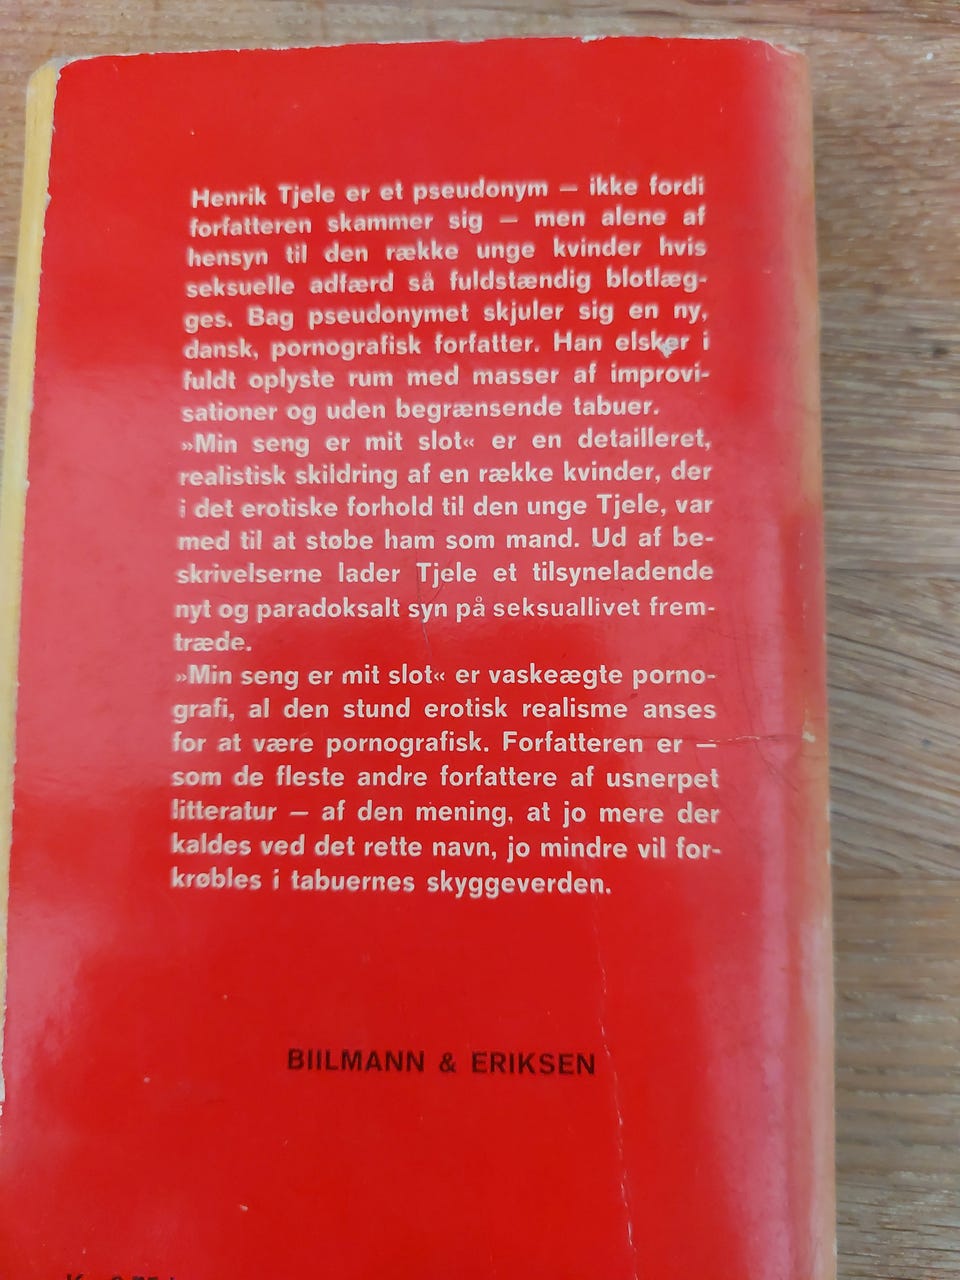 Henrik Tjele er et pseudonym — ikke fordi
forfatteren skammer sig — men alene af
hensyn til den række unge kvinder hvis
seksuelle adfærd så fuldstændig blotlæg-
ges. Bag pseudonymet skjuler sig en ny,
dansk, pornografisk forfatter. Han elsker i
fuldt oplyste rum med masser af improvi-
sationer og uden begrænsende tabuer.
»Min seng er mit slot« er en detailleret,
realistisk skildring af en række kvinder, der
i det erotiske forhold til den unge Tjele, var
med til at støbe ham som mand. Ud af be-
skrivelserne lader Tjele et tilsyneladende
nyt og paradoksalt syn på seksuallivet frem-
træde.
»Min seng er mit slot« er vaskeægte porno-
grafi, al den stund erotisk realisme anses
for at være pornografisk. Forfatteren er —
som de fleste andre forfattere af usnerpet
litteratur — af den mening, at jo mere der
kaldes ved det rette navn, jo mindre vil for-
krøbles i tabuernes skyggeverden.
BIILMANN & ERIKSEN